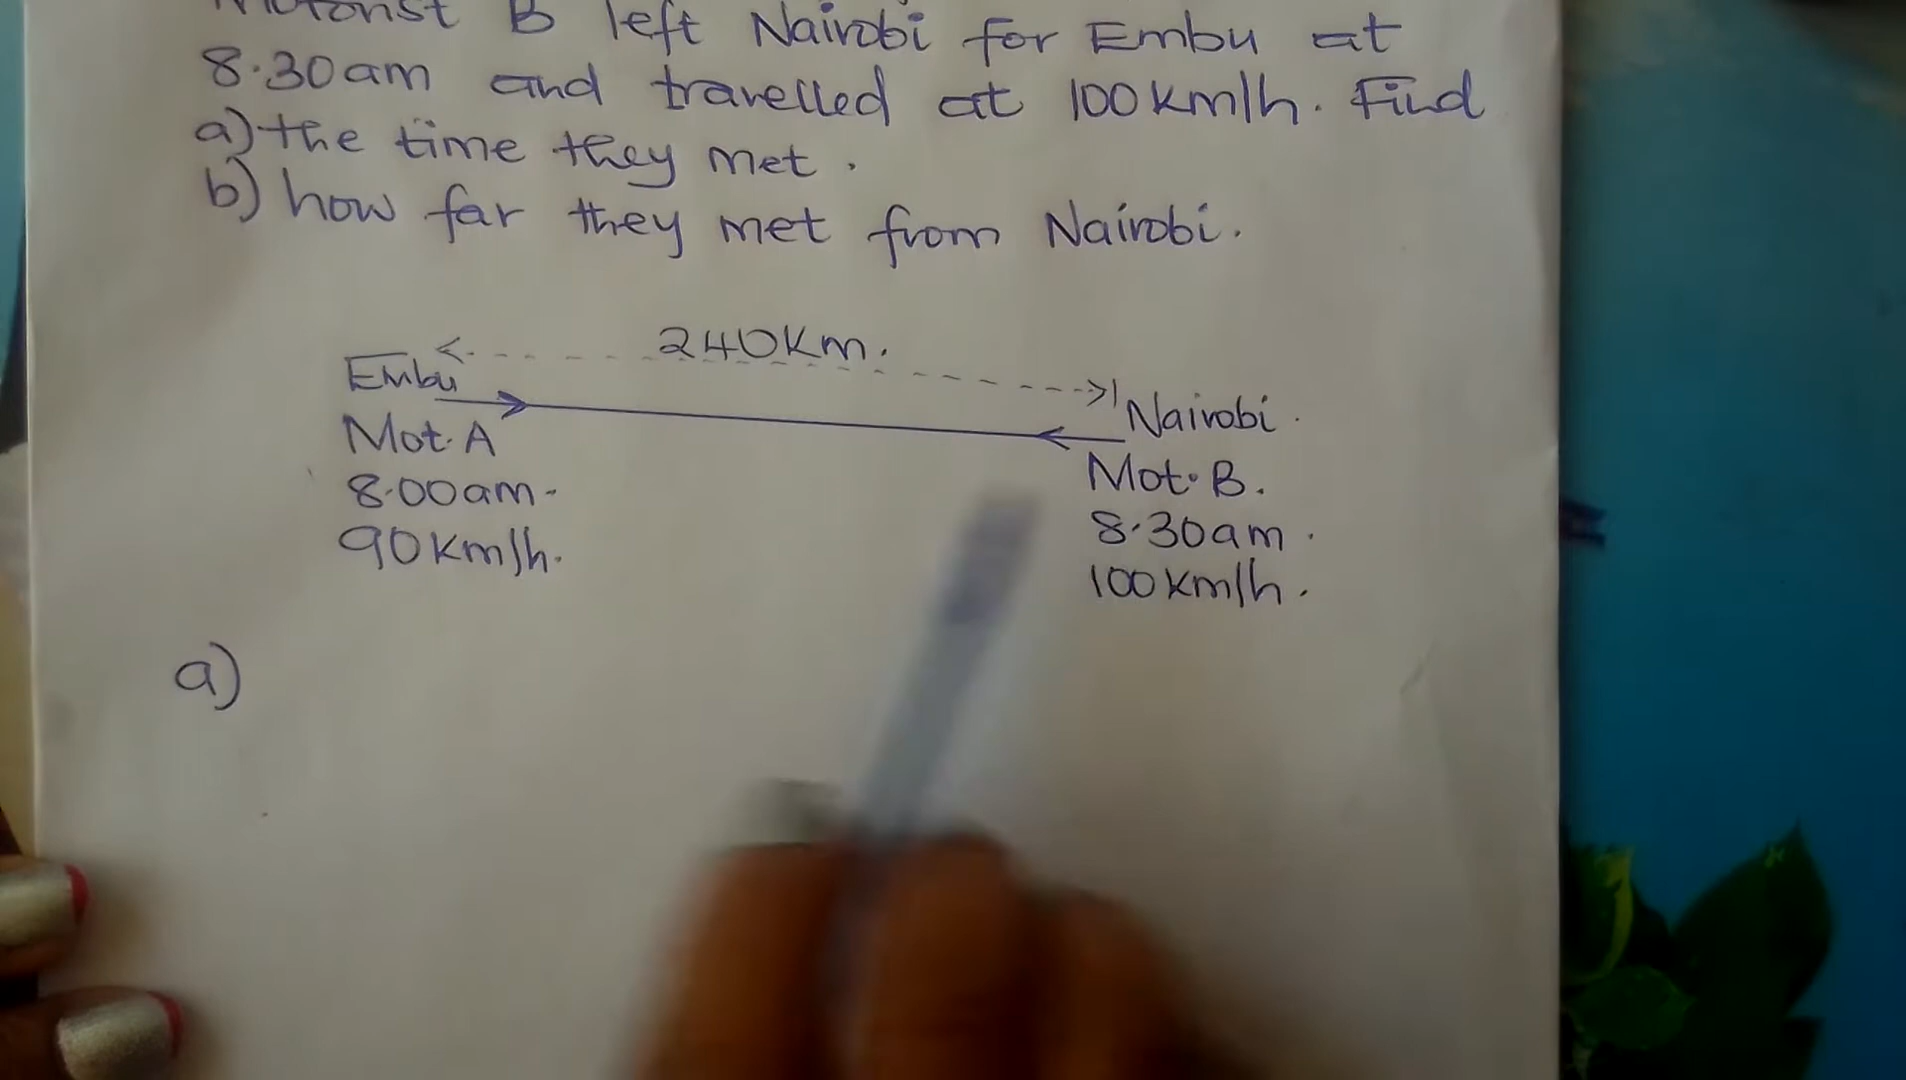 Motorist B left Nairobi for Embu at
8.30am and travelled at 100km/h. Find
a) the time they met.
b) how far they met from Nairobi.
240km.
Embu
Nairobi.
Mot. A
Mot. B.
8.00am-
8.30am.
90km/h.
100km/h.
a)